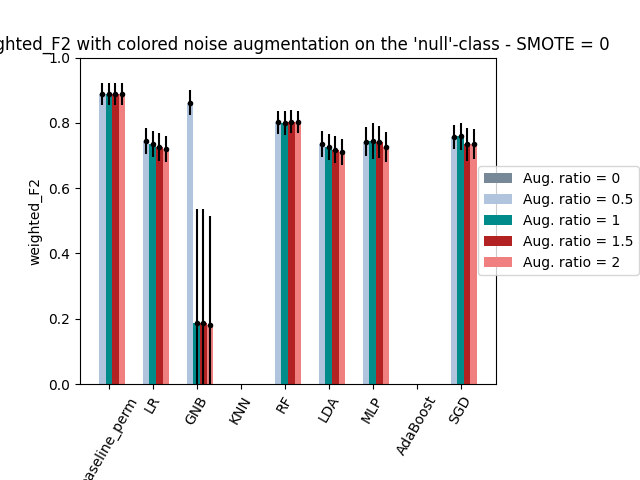 ghted_F2 with colored noise augmentation on the 'null'-class - SMOTE = 0
1.0
0.8
0.6
0.4
0.2
0.0
weighted_F2
Aug. ratio = 0
Aug. ratio = 0.5
Aug. ratio = 1
Aug. ratio = 1.5
Aug. ratio = 2
aseline_perm
LR
GNB
KNN
RF
LDA
MLP
AdaBoost
SGD